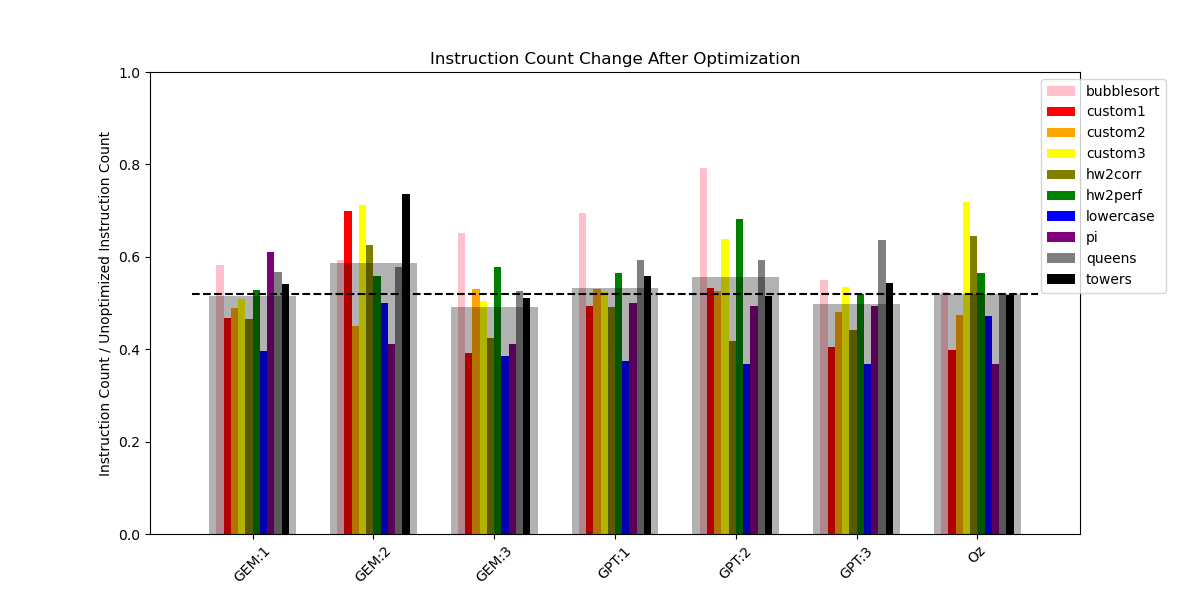 Instruction Count Change After Optimization
Instruction Count / Unoptimized Instruction Count
1.0
0.8
0.6
0.4
0.2
0.0
GEM:1
GEM:2
GEM:3
GPT:1
GPT:2
GPT:3
Oz
bubblesort
custom1
custom2
custom3
hw2corr
hw2perf
lowercase
pi
queens
towers